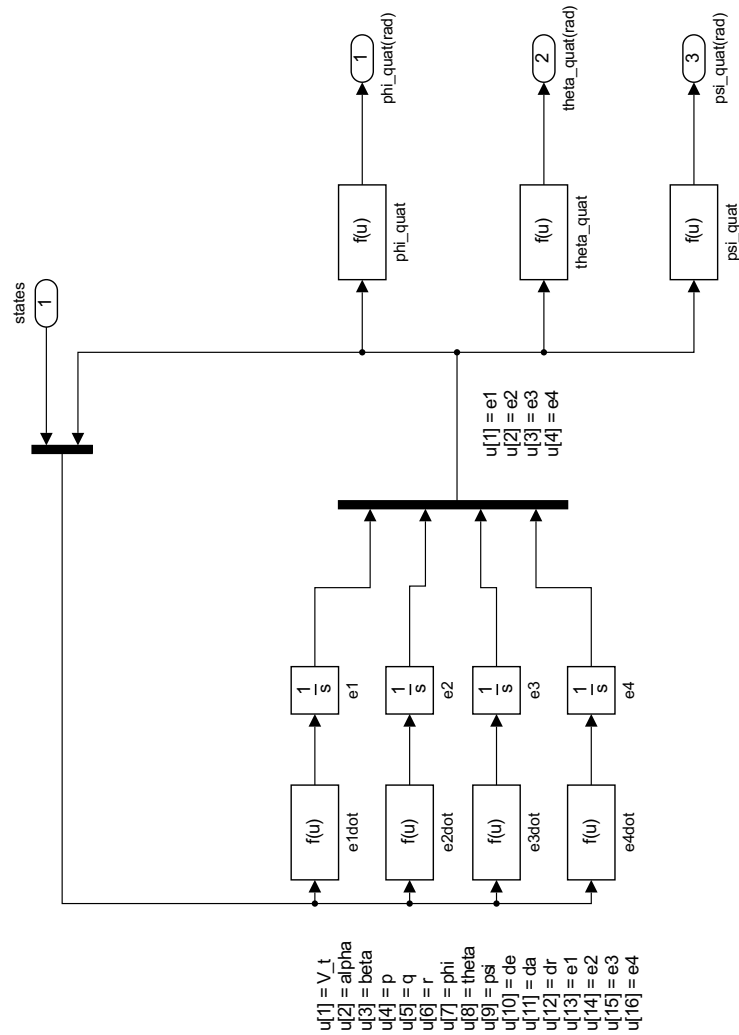 states
1
u[1] = V_t
u[2] = alpha
u[3] = beta
u[4] = p
u[5] = q
u[6] = r
u[7] = phi
u[8] = theta
u[9] = psi
u[10] = de
u[11] = da
u[12] = dr
u[13] = e1
u[14] = e2
u[15] = e3
u[16] = e4
f(u)
e1dot
1
s
e1
f(u)
e2dot
1
s
e2
f(u)
e3dot
1
s
e3
f(u)
e4dot
1
s
e4
u[1] = e1
u[2] = e2
u[3] = e3
u[4] = e4
f(u)
phi_quat
1
phi_quat(rad)
f(u)
theta_quat
2
theta_quat(rad)
f(u)
psi_quat
3
psi_quat(rad)